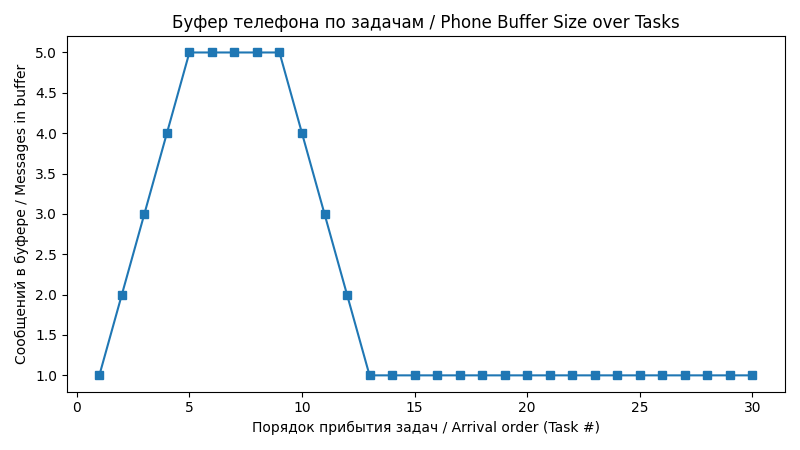 Буфер телефона по задачам / Phone Buffer Size over Tasks
Сообщений в буфере / Messages in buffer
5.0
4.5
4.0
3.5
3.0
2.5
2.0
1.5
1.0
0 5 10 15 20 25 30
Порядок прибытия задач / Arrival order (Task #)